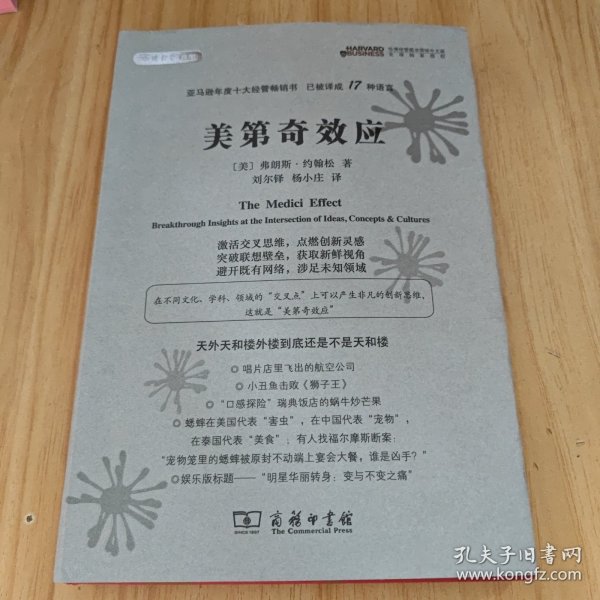 HARVARD
BUSINESS
亚马逊年度十大经管畅销书 已被译成 17 种语言
美第奇效应
［美］弗朗斯·约翰松 著
刘尔铎 杨小庄 译
The Medici Effect
Breakthrough Insights at the Intersection of Ideas, Concepts & Cultures
激活交叉思维，点燃创新灵感
突破联想壁垒，获取新鲜视角
避开既有网络，涉足未知领域
在不同文化、学科、领域的“交叉点”上可以产生非凡的创新思维，
这就是“美第奇效应”
天外天和楼外楼到底还是不是天和楼
◎ 唱片店里飞出的航空公司
◎ 小丑鱼击败《狮子王》
◎ “口感探险”瑞典饭店的蜗牛炒芒果
◎ 蟋蟀在美国代表“害虫”，在中国代表“宠物”，
在泰国代表“美食”；有人找福尔摩斯断案：
“宠物笼里的蟋蟀被原封不动端上宴会大餐，谁是凶手？”
◎ 娱乐版标题——“明星华丽转身：变与不变之痛”
SINCE 1897
商務印書館
The Commercial Press
孔夫子旧书网
www.kongfz.com